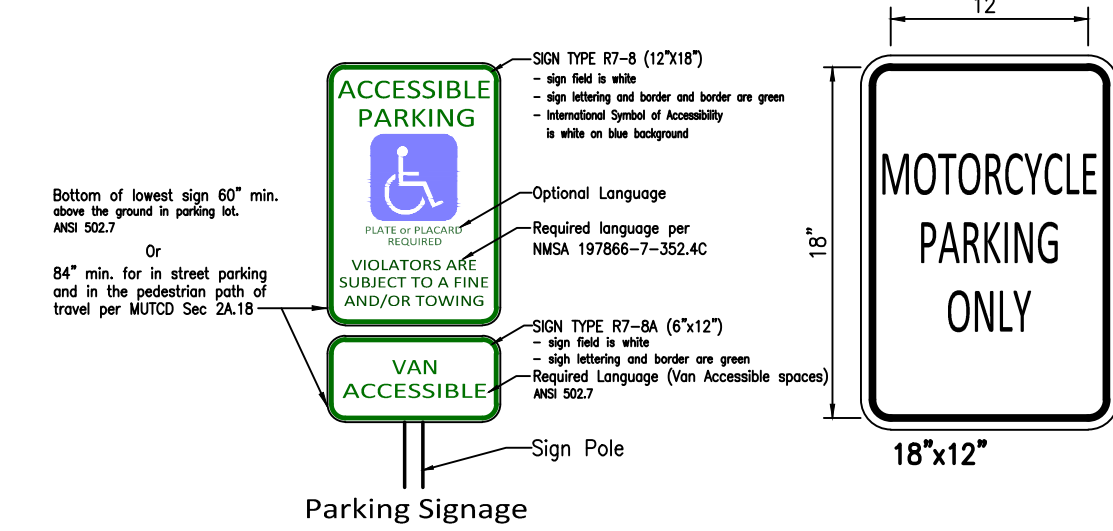 12
SIGN TYPE R7-8 (12"X18")
- sign field is white
- sign lettering and border and border are green
- International Symbol of Accessibility
is white on blue background
ACCESSIBLE
PARKING
PLATE or PLACARD
REQUIRED
VIOLATORS ARE
SUBJECT TO A FINE
AND/OR TOWING
Optional Language
Required language per
NMSA 197866-7-352.4C
Bottom of lowest sign 60" min.
above the ground in parking lot.
ANSI 502.7
Or
84" min. for in street parking
and in the pedestrian path of
travel per MUTCD Sec 2A.18
SIGN TYPE R7-8A (6"x12")
- sign field is white
- sigh lettering and border are green
Required Language (Van Accessible spaces)
ANSI 502.7
VAN
ACCESSIBLE
Sign Pole
Parking Signage
18"
MOTORCYCLE
PARKING
ONLY
18"x12"